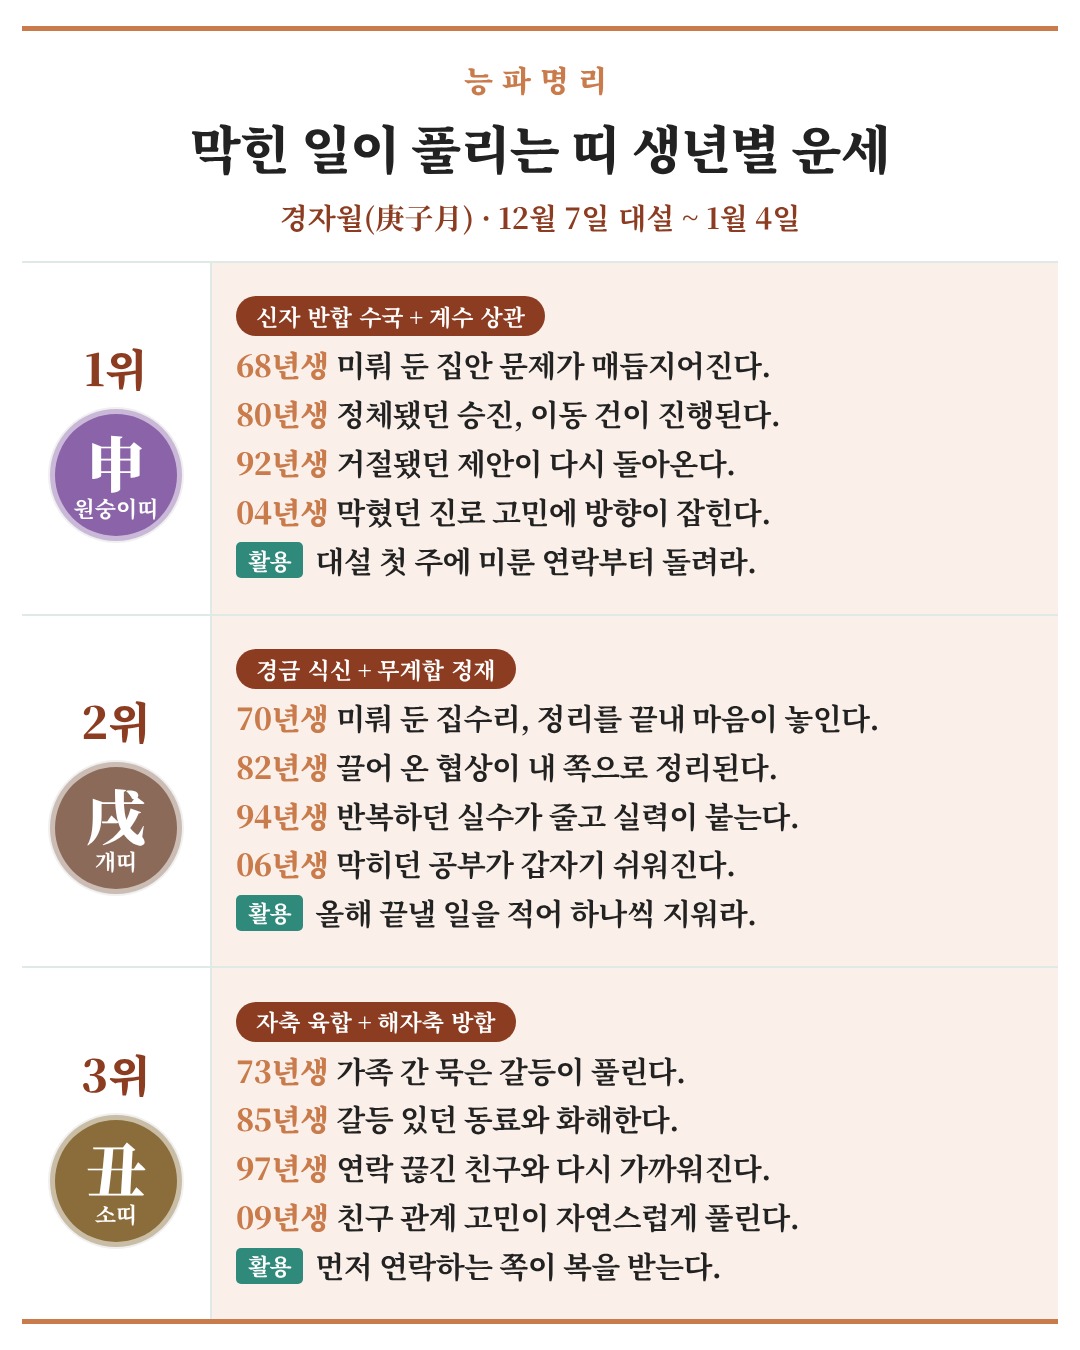 능파명리
막힌 일이 풀리는 띠 생년별 운세
경자월(庚子月) · 12월 7일 대설 ~ 1월 4일
1위
申
원숭이띠
신자 반합 수국 + 계수 상관
68년생 미뤄 둔 집안 문제가 매듭지어진다.
80년생 정체됐던 승진, 이동 건이 진행된다.
92년생 거절됐던 제안이 다시 돌아온다.
04년생 막혔던 진로 고민에 방향이 잡힌다.
활용 대설 첫 주에 미룬 연락부터 돌려라.
2위
戌
개띠
경금 식신 + 무계합 정재
70년생 미뤄 둔 집수리, 정리를 끝내 마음이 놓인다.
82년생 끌어 온 협상이 내 쪽으로 정리된다.
94년생 반복하던 실수가 줄고 실력이 붙는다.
06년생 막히던 공부가 갑자기 쉬워진다.
활용 올해 끝낼 일을 적어 하나씩 지워라.
3위
丑
소띠
자축 육합 + 해자축 방합
73년생 가족 간 묵은 갈등이 풀린다.
85년생 갈등 있던 동료와 화해한다.
97년생 연락 끊긴 친구와 다시 가까워진다.
09년생 친구 관계 고민이 자연스럽게 풀린다.
활용 먼저 연락하는 쪽이 복을 받는다.